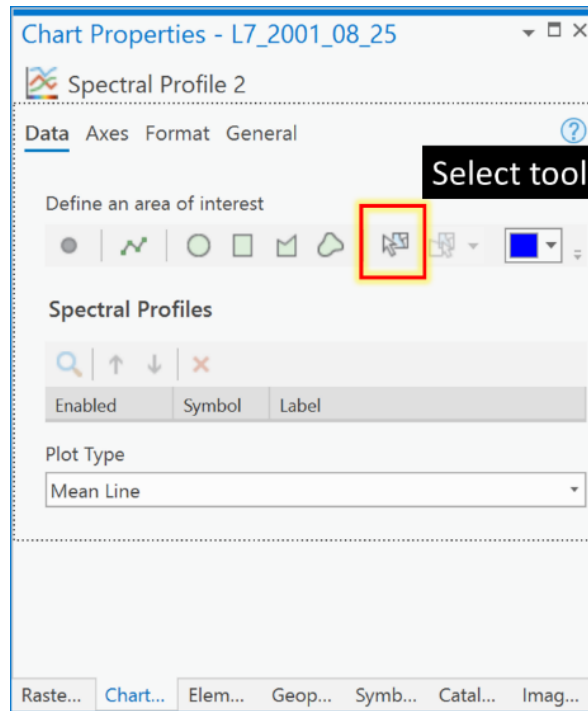 Chart Properties - L7_2001_08_25
Spectral Profile 2
Data Axes Format General
Select tool
Define an area of interest
Spectral Profiles
Enabled Symbol Label
Plot Type
Mean Line
Raste... Chart... Elem... Geop... Symb... Catal... Imag...